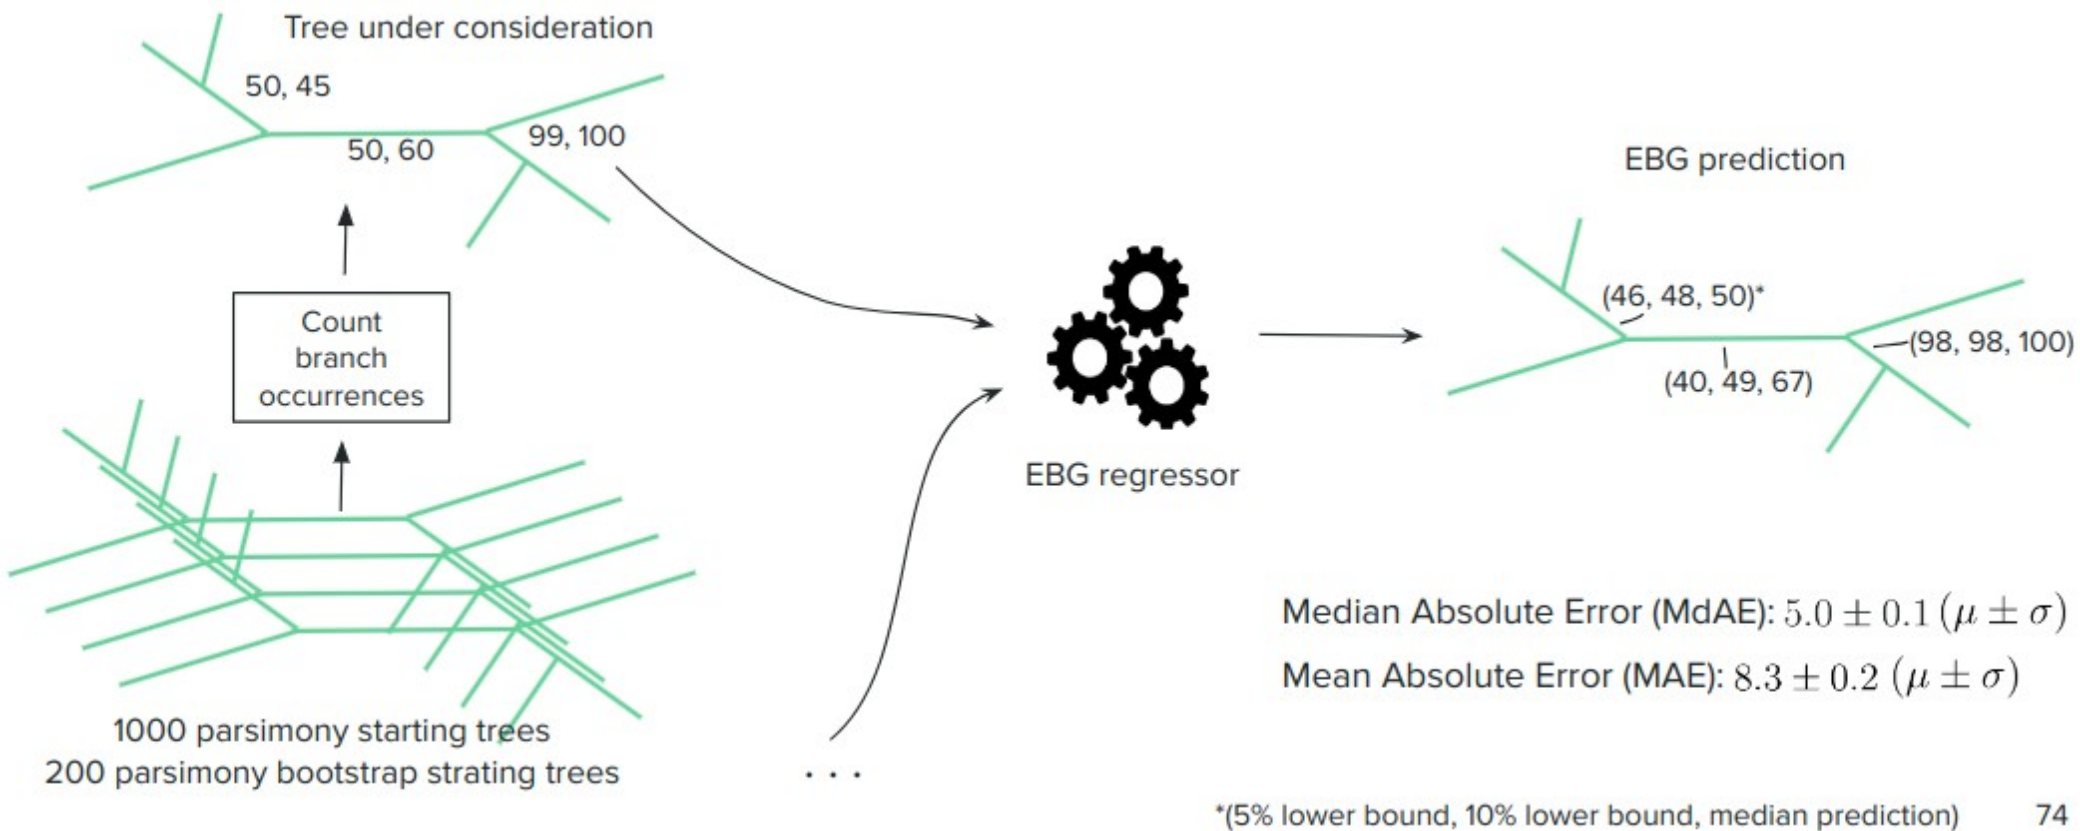 Tree under consideration
50, 45
50, 60
99, 100
Count
branch
occurrences
1000 parsimony starting trees
200 parsimony bootstrap strating trees
. . .
EBG regressor
EBG prediction
(46, 48, 50)*
(98, 98, 100)
(40, 49, 67)
Median Absolute Error (MdAE): 5.0 ± 0.1 (μ ± σ)
Mean Absolute Error (MAE): 8.3 ± 0.2 (μ ± σ)
*(5% lower bound, 10% lower bound, median prediction)
74